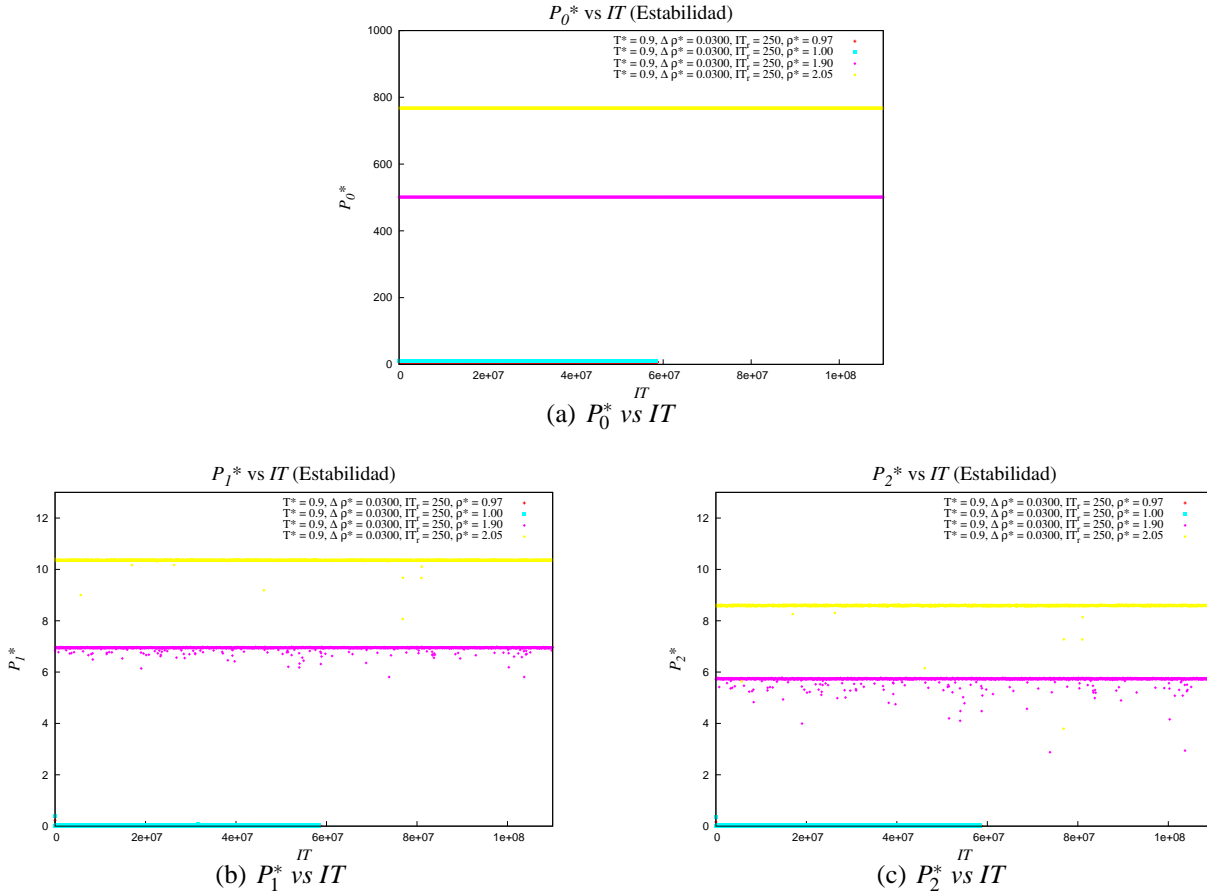 P0* vs IT (Estabilidad)
1000
800
600
400
200
0
P0*
T* = 0.9, Δ ρ* = 0.0300, ITr = 250, ρ* = 0.97
T* = 0.9, Δ ρ* = 0.0300, ITr = 250, ρ* = 1.00
T* = 0.9, Δ ρ* = 0.0300, ITr = 250, ρ* = 1.90
T* = 0.9, Δ ρ* = 0.0300, ITr = 250, ρ* = 2.05
0 2e+07 4e+07 6e+07 8e+07 1e+08
IT
(a) P0* vs IT
P1* vs IT (Estabilidad)
12
10
8
6
4
2
0
P1*
T* = 0.9, Δ ρ* = 0.0300, ITr = 250, ρ* = 0.97
T* = 0.9, Δ ρ* = 0.0300, ITr = 250, ρ* = 1.00
T* = 0.9, Δ ρ* = 0.0300, ITr = 250, ρ* = 1.90
T* = 0.9, Δ ρ* = 0.0300, ITr = 250, ρ* = 2.05
0 2e+07 4e+07 6e+07 8e+07 1e+08
IT
(b) P1* vs IT
P2* vs IT (Estabilidad)
12
10
8
6
4
2
0
P2*
T* = 0.9, Δ ρ* = 0.0300, ITr = 250, ρ* = 0.97
T* = 0.9, Δ ρ* = 0.0300, ITr = 250, ρ* = 1.00
T* = 0.9, Δ ρ* = 0.0300, ITr = 250, ρ* = 1.90
T* = 0.9, Δ ρ* = 0.0300, ITr = 250, ρ* = 2.05
0 2e+07 4e+07 6e+07 8e+07 1e+08
IT
(c) P2* vs IT